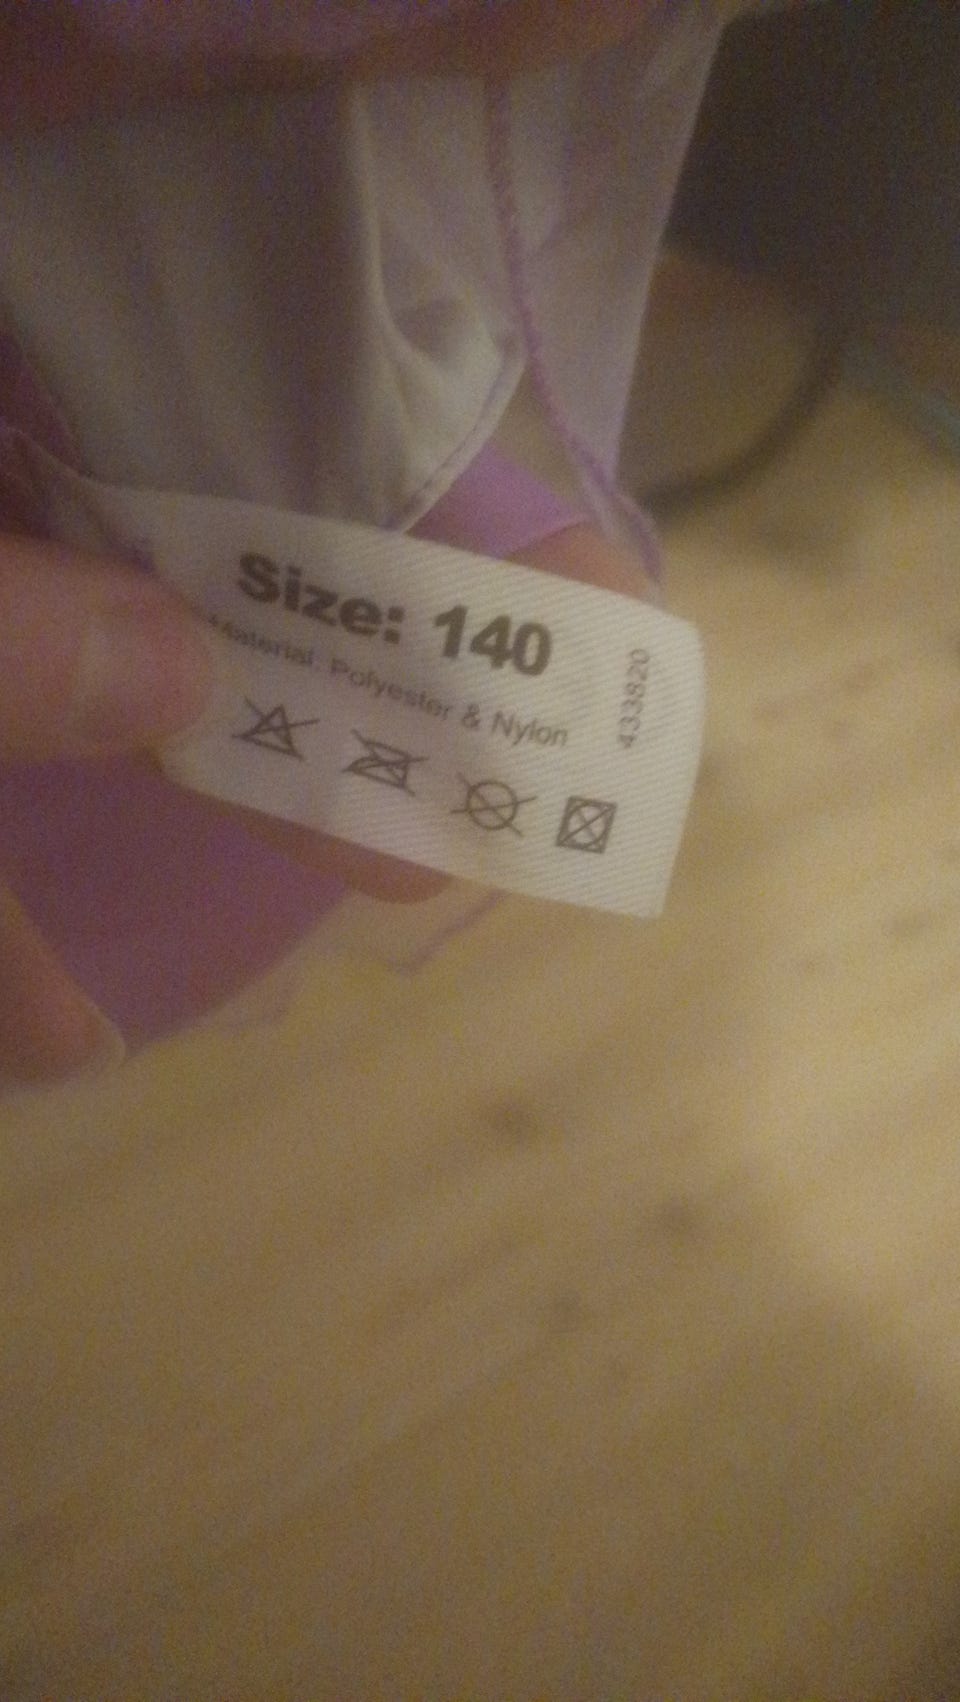 Size: 140
Material: Polyester & Nylon
433820